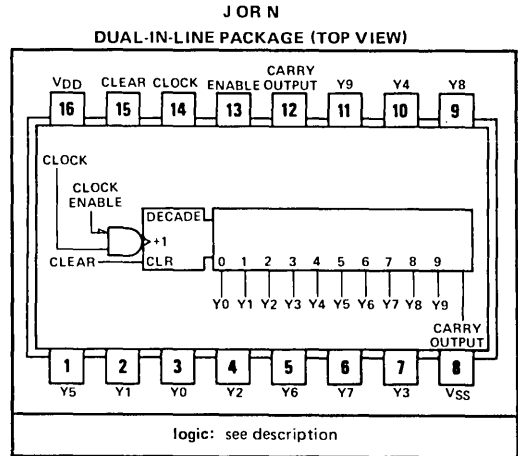 J OR N
DUAL-IN-LINE PACKAGE (TOP VIEW)
VDD CLEAR CLOCK ENABLE CARRY OUTPUT Y9 Y4 Y8
16 15 14 13 12 11 10 9
CLOCK
CLOCK
ENABLE
DECADE
+1
CLEAR CLR
0 1 2 3 4 5 6 7 8 9
Y0 Y1 Y2 Y3 Y4 Y5 Y6 Y7 Y8 Y9
CARRY
OUTPUT
1 2 3 4 5 6 7 8
Y5 Y1 Y0 Y2 Y6 Y7 Y3 VSS
logic: see description